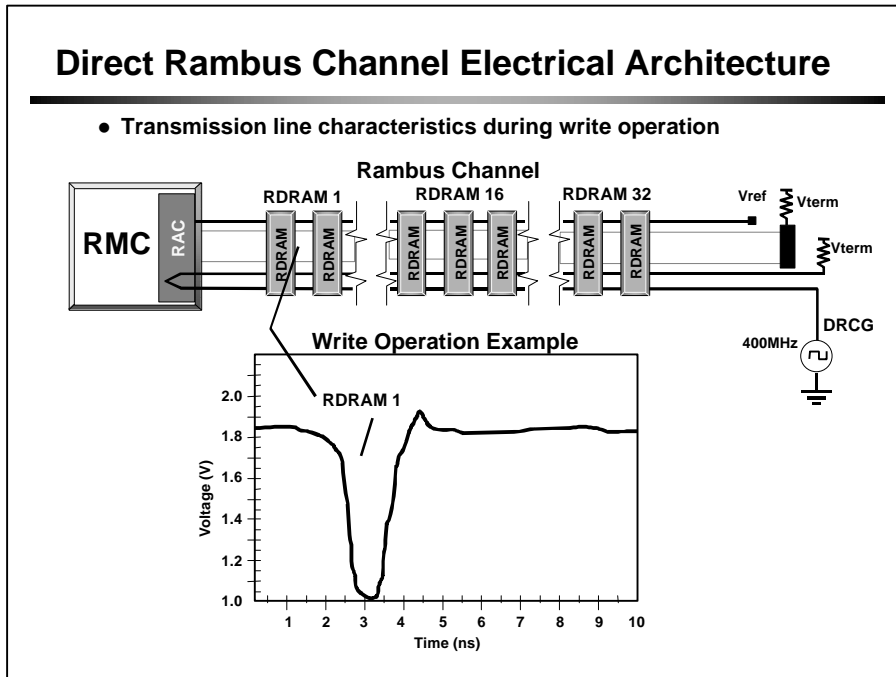 Direct Rambus Channel Electrical Architecture
● Transmission line characteristics during write operation
Rambus Channel
RDRAM 1
RDRAM 16
RDRAM 32
Vref
Vterm
RMC
RAC
RDRAM
RDRAM
RDRAM
RDRAM
RDRAM
RDRAM
RDRAM
Vterm
DRCG
400MHz
Write Operation Example
RDRAM 1
Voltage (V)
2.0
1.8
1.6
1.4
1.2
1.0
1 2 3 4 5 6 7 8 9 10
Time (ns)